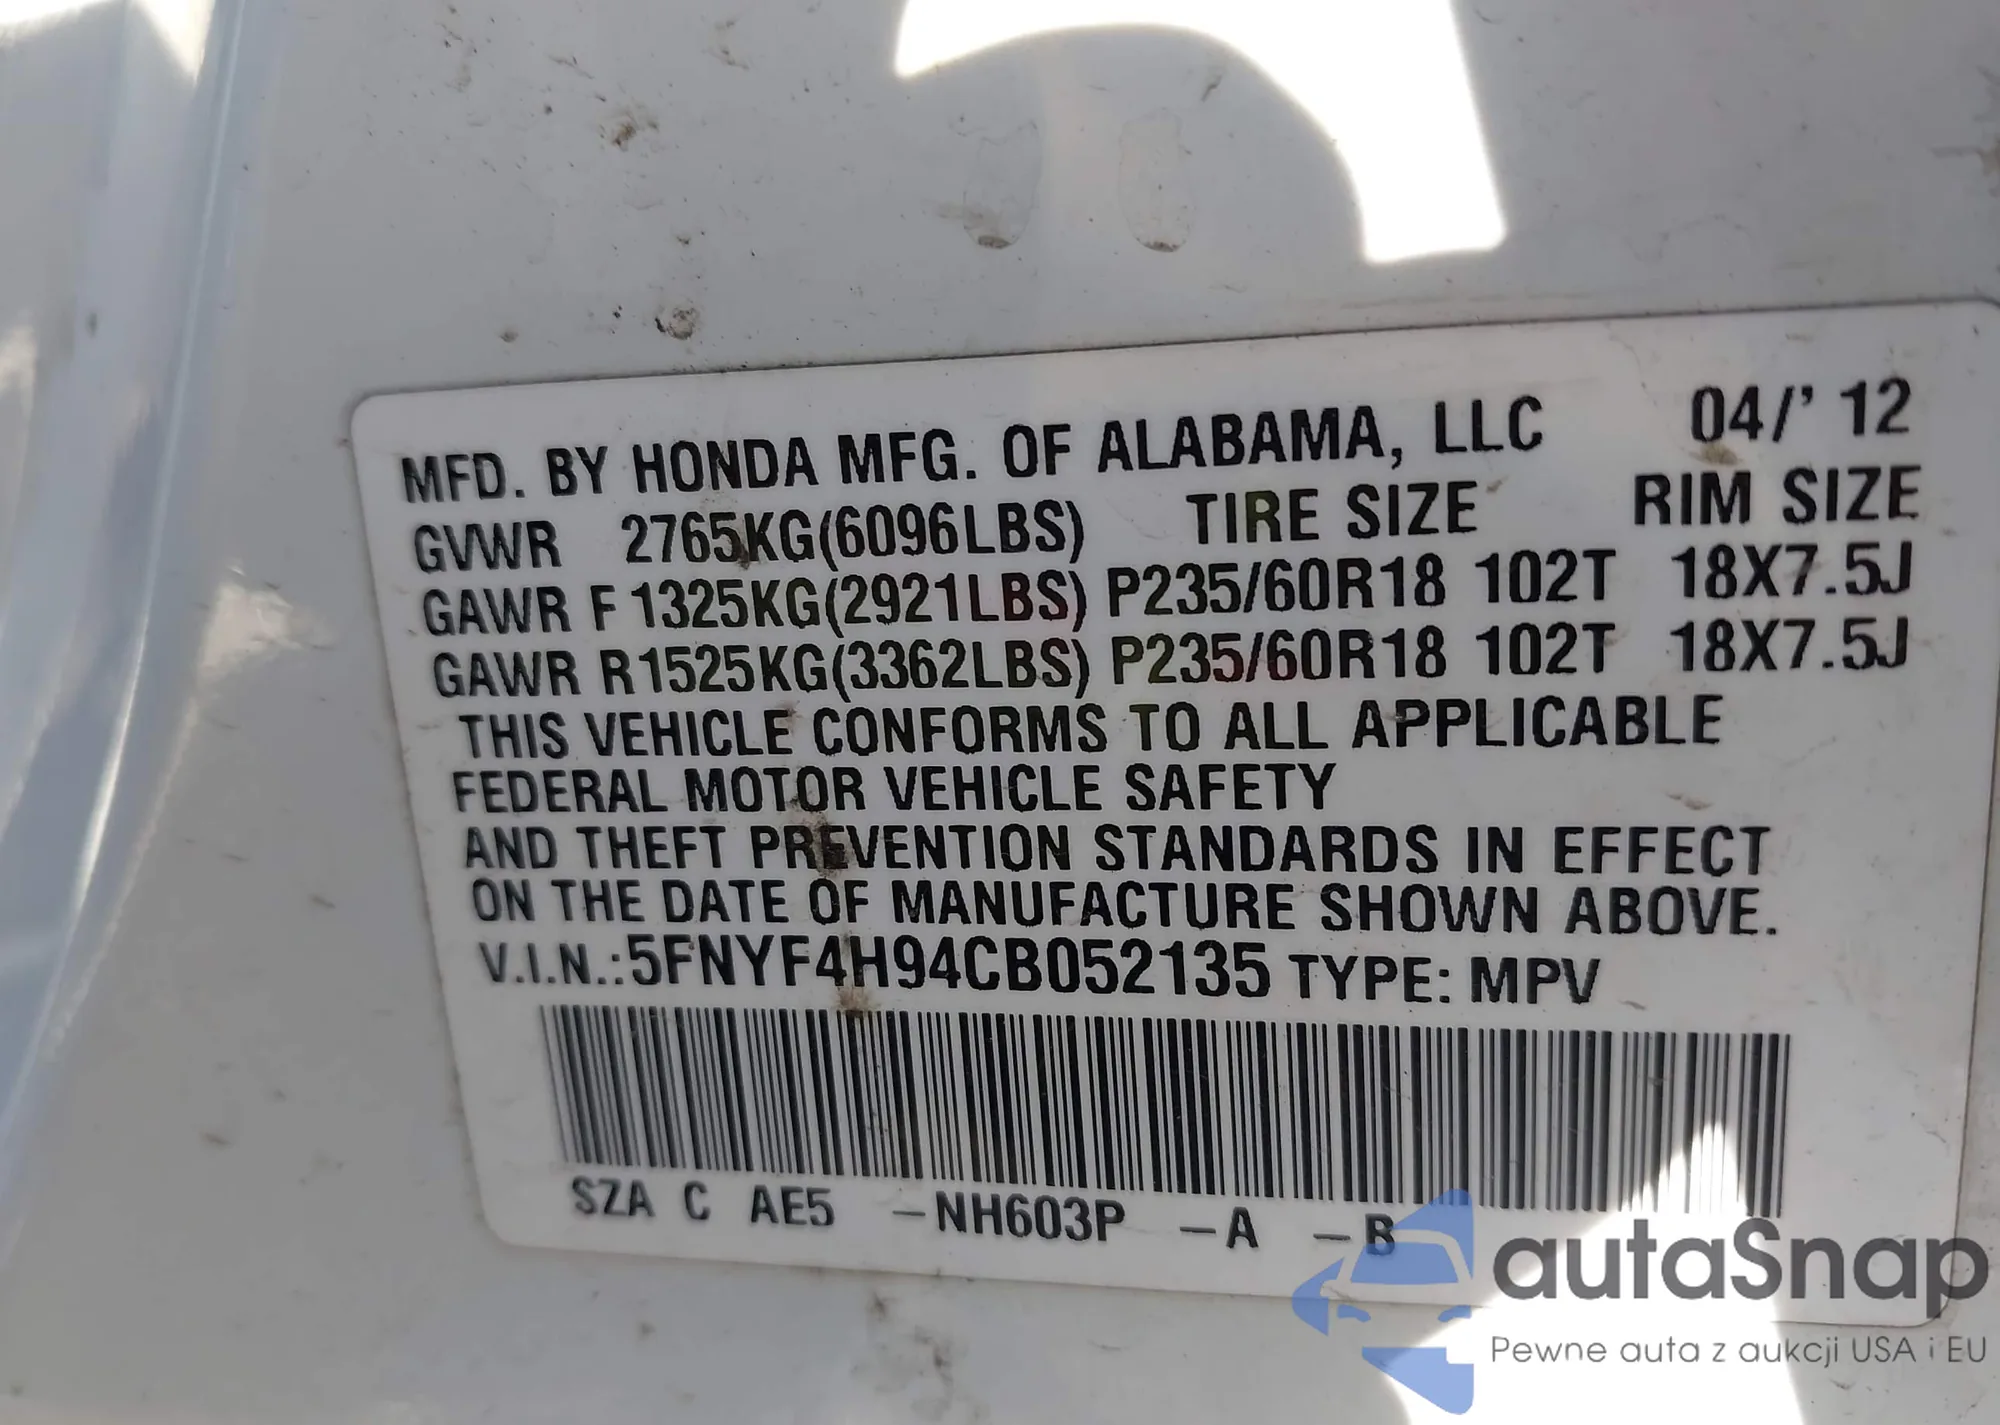 MFD. BY HONDA MFG. OF ALABAMA, LLC 04/'12
GVWR 2765KG(6096LBS) TIRE SIZE RIM SIZE
GAWR F 1325KG(2921LBS) P235/60R18 102T 18X7.5J
GAWR R 1525KG(3362LBS) P235/60R18 102T 18X7.5J
THIS VEHICLE CONFORMS TO ALL APPLICABLE
FEDERAL MOTOR VEHICLE SAFETY
AND THEFT PREVENTION STANDARDS IN EFFECT
ON THE DATE OF MANUFACTURE SHOWN ABOVE.
V.I.N.:5FNYF4H94CB052135 TYPE: MPV
SZA C AE5 –NH603P –A –B
autaSnap
Pewne auta z aukcji USA i EU